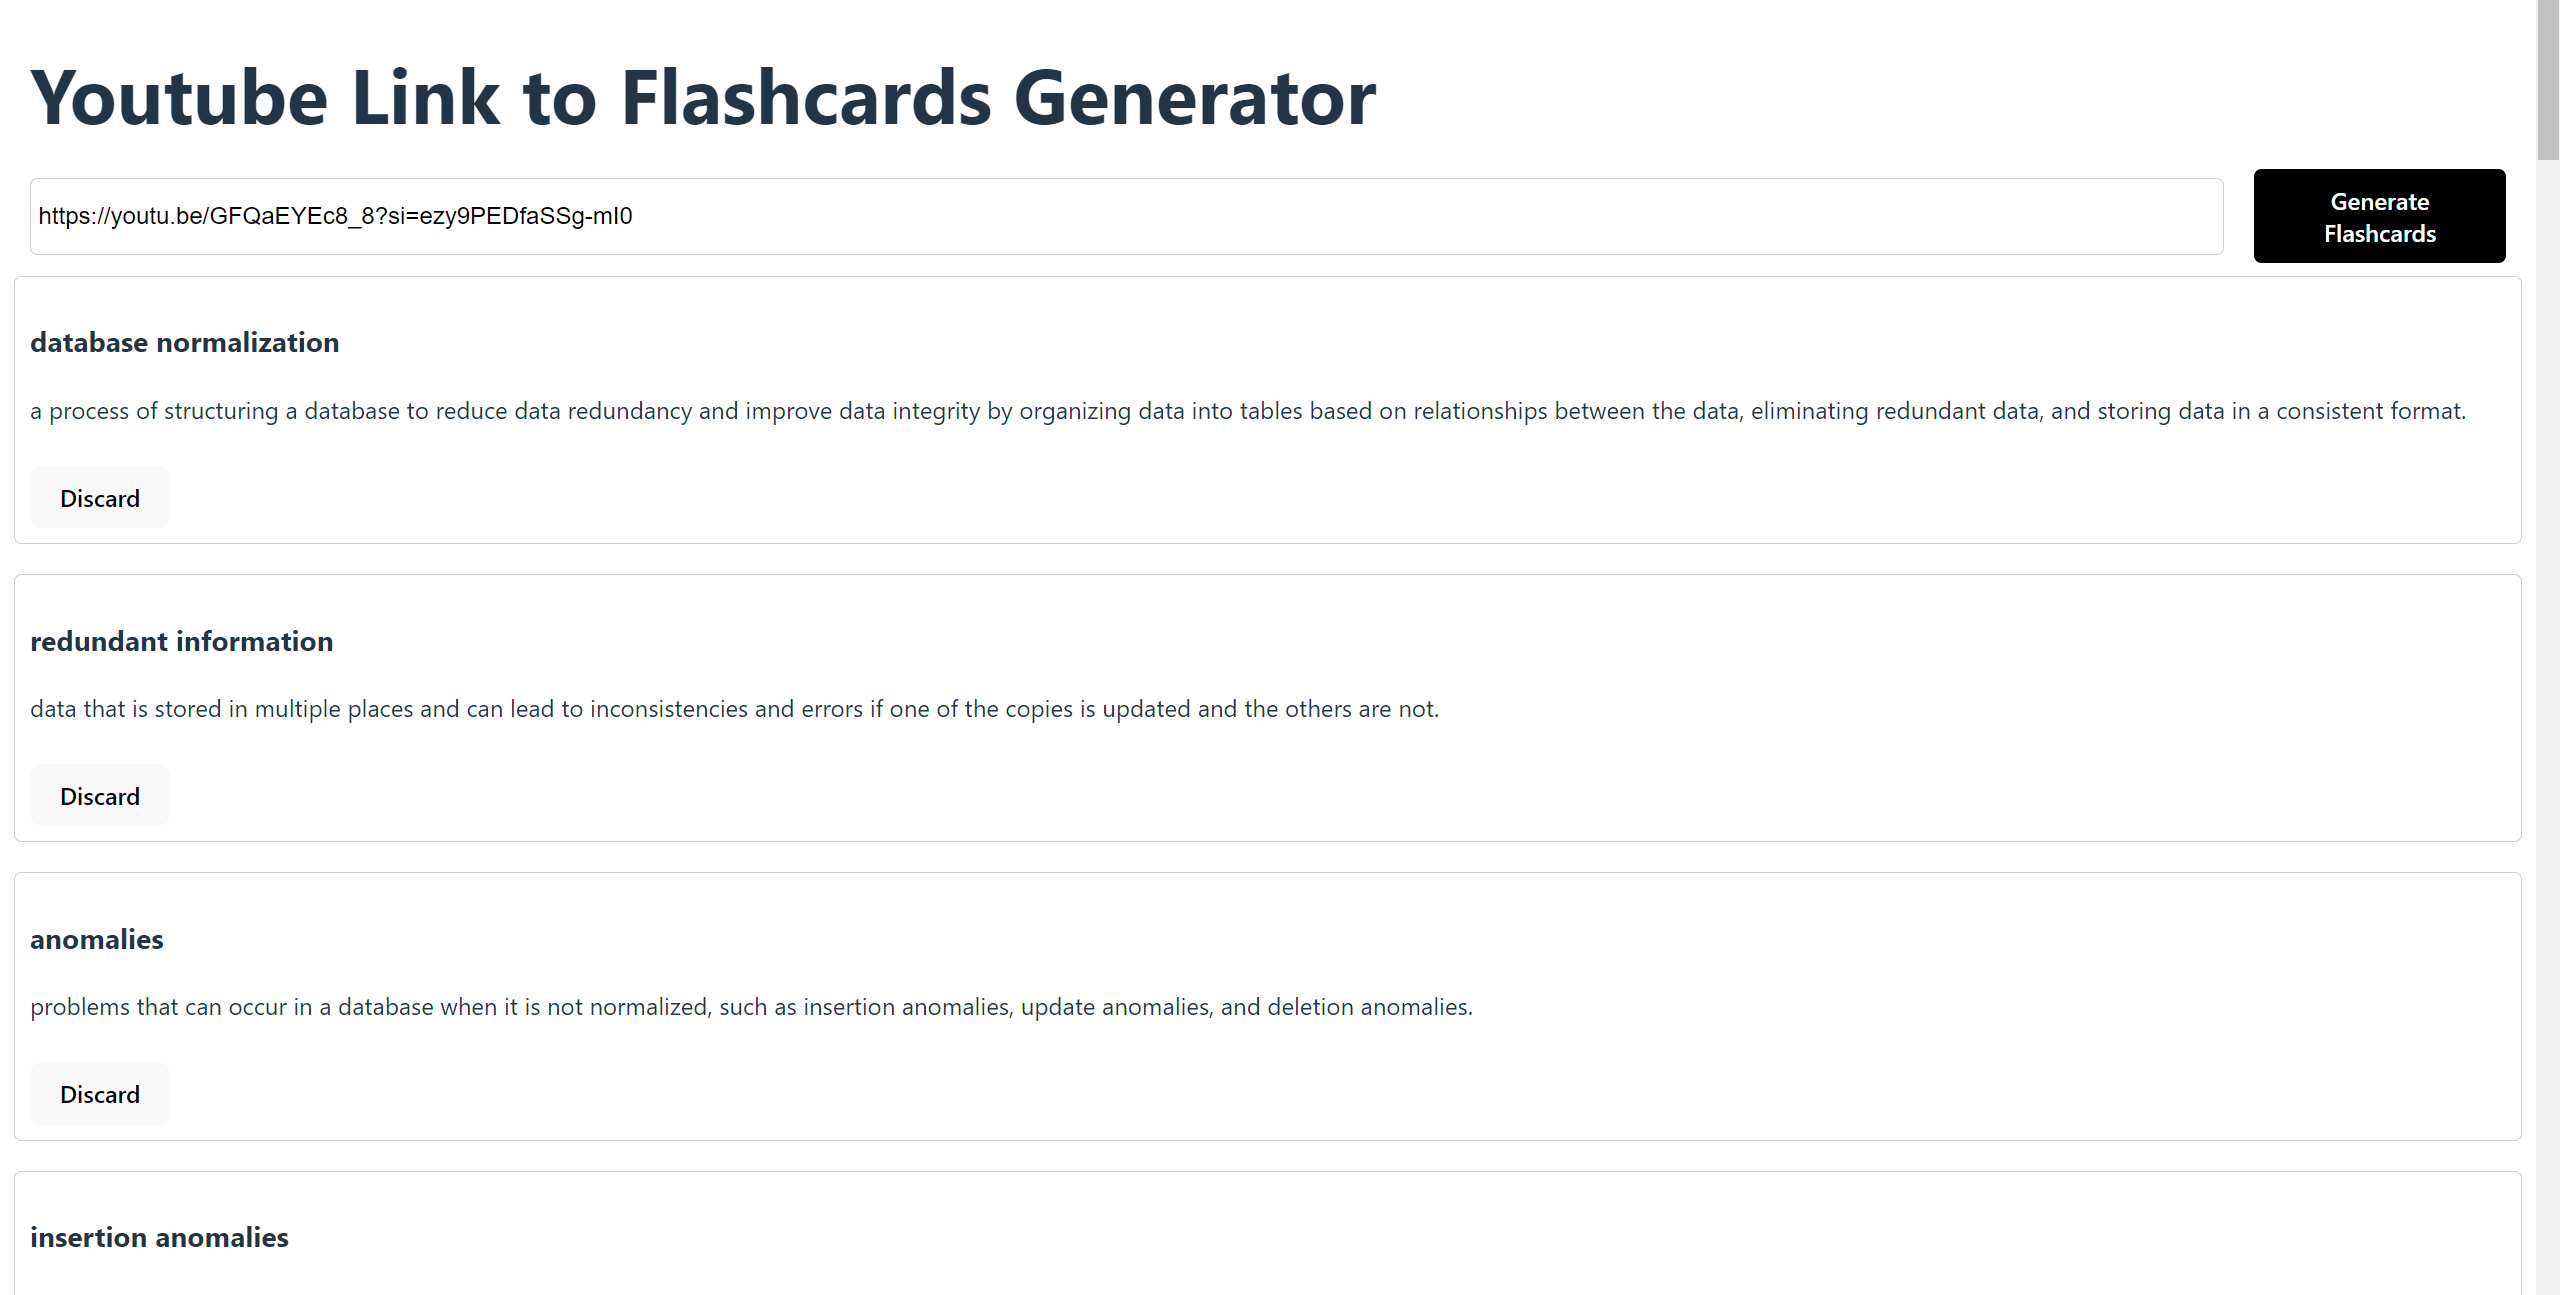 Youtube Link to Flashcards Generator
https://youtu.be/GFQaEYEc8_8?si=ezy9PEDfaSSg-mI0
Generate
Flashcards
database normalization
a process of structuring a database to reduce data redundancy and improve data integrity by organizing data into tables based on relationships between the data, eliminating redundant data, and storing data in a consistent format.
Discard
redundant information
data that is stored in multiple places and can lead to inconsistencies and errors if one of the copies is updated and the others are not.
Discard
anomalies
problems that can occur in a database when it is not normalized, such as insertion anomalies, update anomalies, and deletion anomalies.
Discard
insertion anomalies